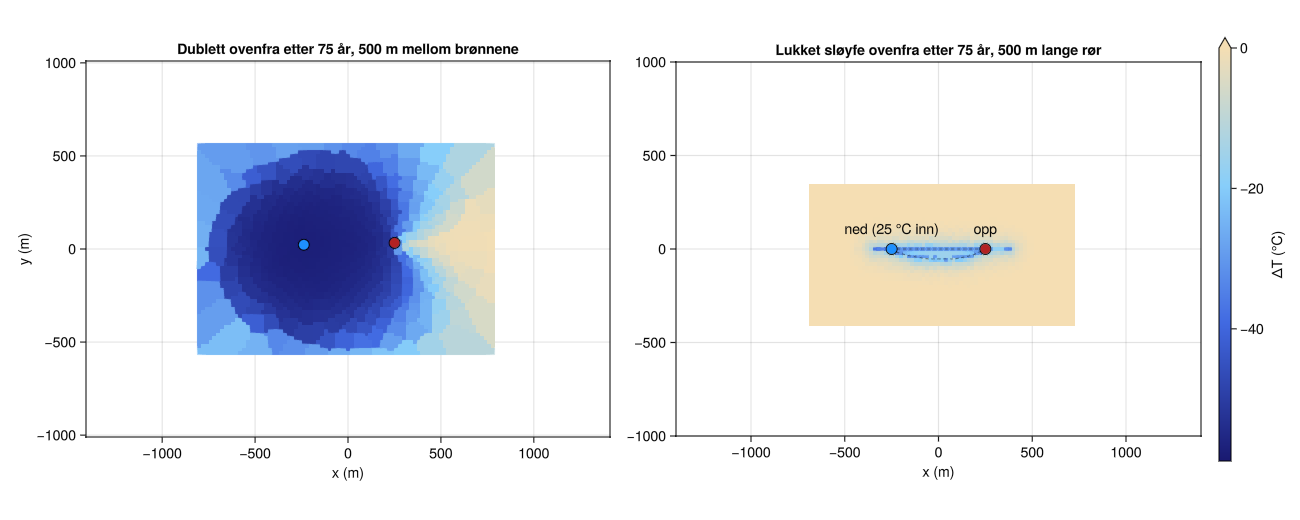 Dublett ovenfra etter 75 år, 500 m mellom brønnene
1000
500
0
−500
−1000
y (m)
−1000
−500
0
500
1000
x (m)
Lukket sløyfe ovenfra etter 75 år, 500 m lange rør
1000
500
0
−500
−1000
ned (25 °C inn)
opp
−1000
−500
0
500
1000
x (m)
0
−20
−40
ΔT (°C)